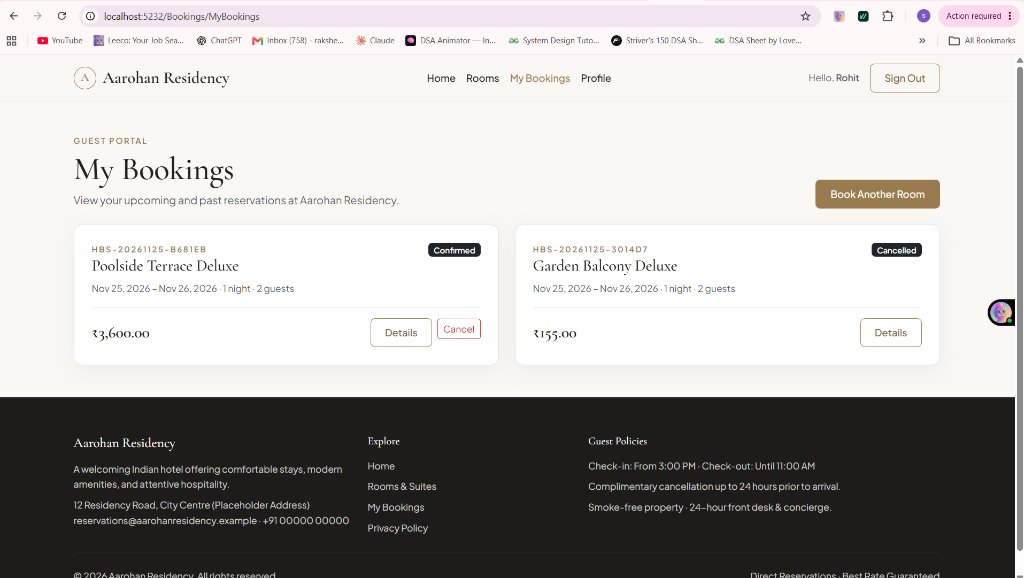 localhost:5232/Bookings/MyBookings
S
Action required
YouTube
Leeco: Your Job Sea...
ChatGPT
Inbox (758) - rakshe...
Claude
DSA Animator — In...
System Design Tuto...
Striver's 150 DSA Sh...
DSA Sheet by Love...
»
All Bookmarks
A
Aarohan Residency
Home
Rooms
My Bookings
Profile
Hello, Rohit
Sign Out
GUEST PORTAL
My Bookings
View your upcoming and past reservations at Aarohan Residency.
Book Another Room
HBS-20261125-B681EB
Confirmed
Poolside Terrace Deluxe
Nov 25, 2026 – Nov 26, 2026 · 1 night · 2 guests
₹3,600.00
Details
Cancel
HBS-20261125-3014D7
Cancelled
Garden Balcony Deluxe
Nov 25, 2026 – Nov 26, 2026 · 1 night · 2 guests
₹155.00
Details
Aarohan Residency
A welcoming Indian hotel offering comfortable stays, modern
amenities, and attentive hospitality.
12 Residency Road, City Centre (Placeholder Address)
reservations@aarohanresidency.example · +91 00000 00000
Explore
Home
Rooms & Suites
My Bookings
Privacy Policy
Guest Policies
Check-in: From 3:00 PM · Check-out: Until 11:00 AM
Complimentary cancellation up to 24 hours prior to arrival.
Smoke-free property · 24-hour front desk & concierge.
© 2026 Aarohan Residency. All rights reserved.
Direct Reservations · Best Rate Guaranteed